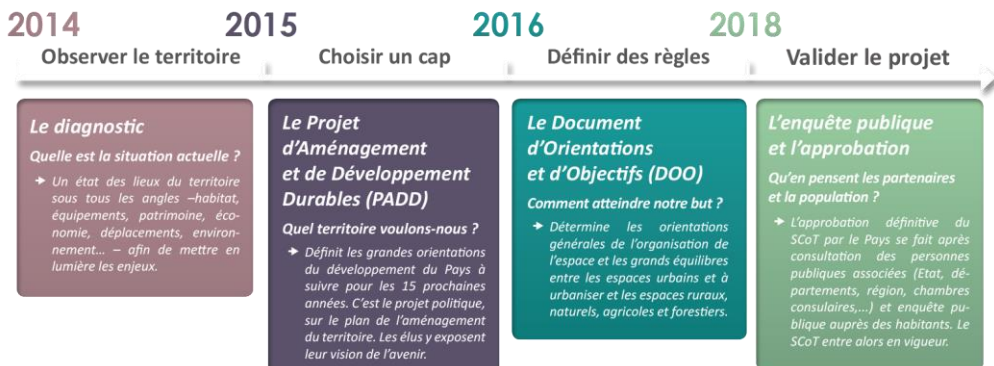 2014
2015
2016
2018
Observer le territoire
Choisir un cap
Définir des règles
Valider le projet
Le diagnostic
Quelle est la situation actuelle ?
➔ Un état des lieux du territoire
sous tous les angles –habitat,
équipements, patrimoine, éco-
nomie, déplacements, environ-
nement... – afin de mettre en
lumière les enjeux.
Le Projet
d'Aménagement
et de Développement
Durables (PADD)
Quel territoire voulons-nous ?
➔ Définit les grandes orientations
du développement du Pays à
suivre pour les 15 prochaines
années. C'est le projet politique,
sur le plan de l'aménagement
du territoire. Les élus y exposent
leur vision de l'avenir.
Le Document
d'Orientations
et d'Objectifs (DOO)
Comment atteindre notre but ?
➔ Détermine les orientations
générales de l'organisation de
l'espace et les grands équilibres
entre les espaces urbains et à
urbaniser et les espaces ruraux,
naturels, agricoles et forestiers.
L'enquête publique
et l'approbation
Qu'en pensent les partenaires
et la population ?
➔ L'approbation définitive du
SCoT par le Pays se fait après
consultation des personnes
publiques associées (Etat, dé-
partements, région, chambres
consulaires,...) et enquête pu-
blique auprès des habitants. Le
SCoT entre alors en vigueur.